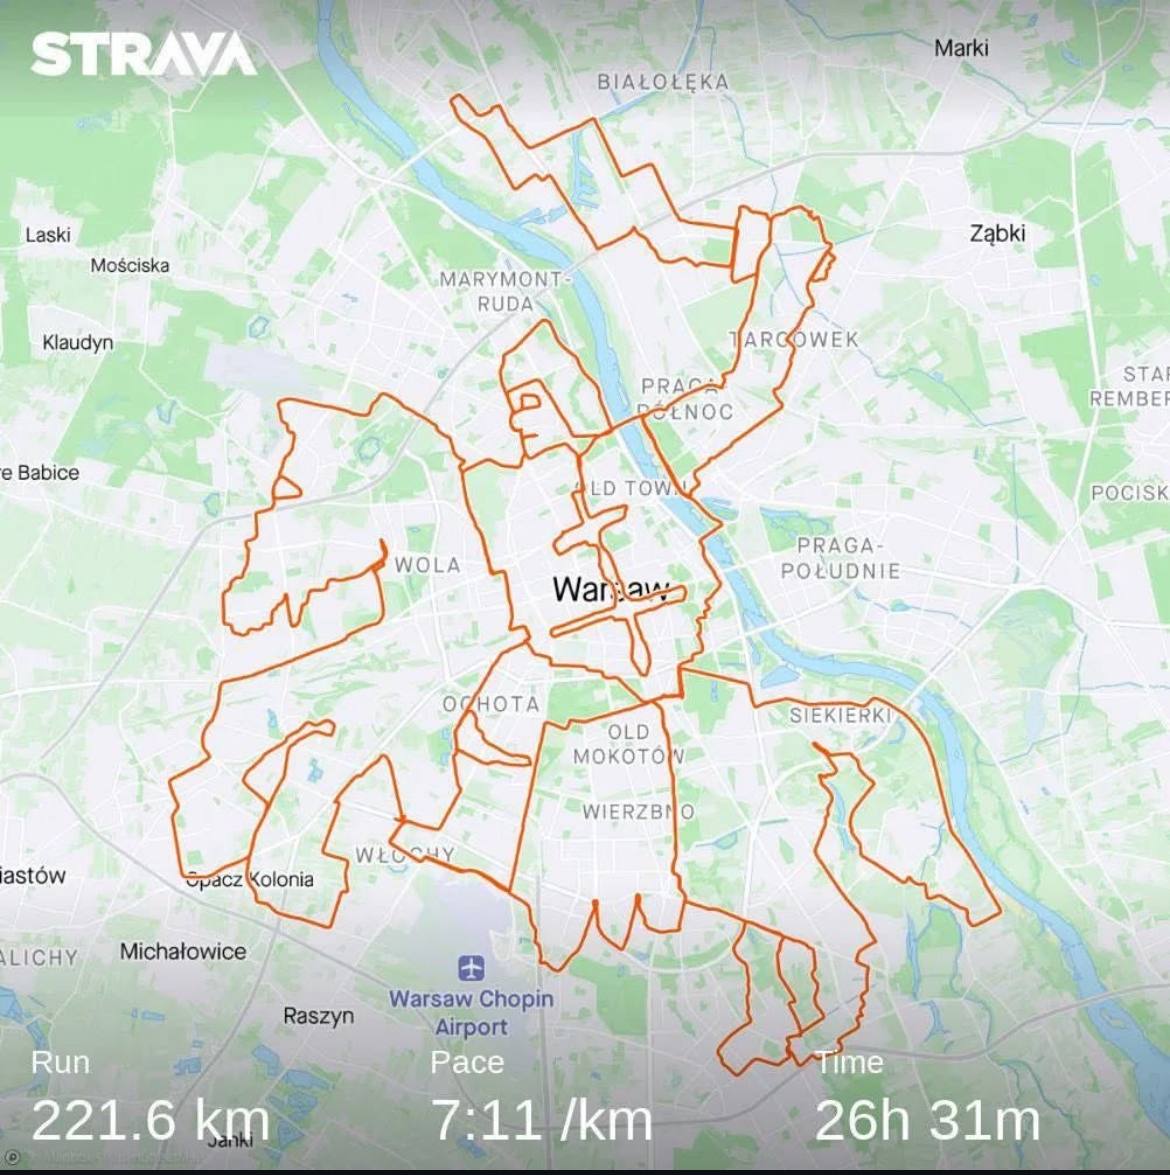 STRAVA
Marki
BIAŁOŁĘKA
Laski
Ząbki
Mościska
MARYMONT-
RUDA
Klaudyn
TARGÓWEK
PRAGA
PÓŁNOC
STAR
REMBER
re Babice
OLD TOWN
POCISK
WOLA
PRAGA-
POŁUDNIE
Warsaw
OCHOTA
SIEKIERKI
OLD
MOKOTÓW
WIERZBNO
WŁOCHY
iastów
Opacz Kolonia
Michałowice
ALICHY
Warsaw Chopin
Airport
Raszyn
Run
Pace
Time
221.6 km
7:11 /km
26h 31m
Janki